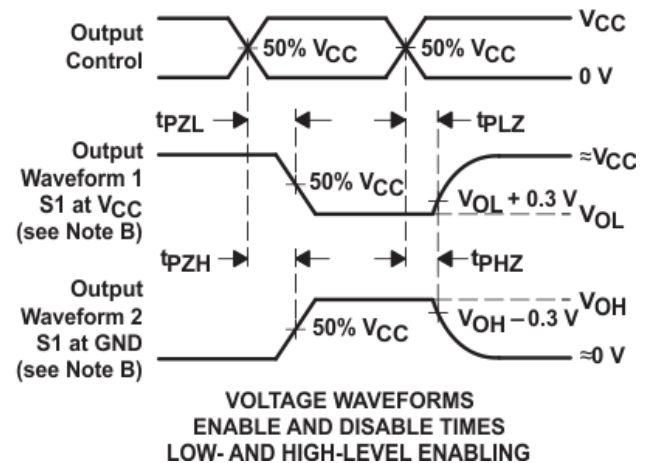 Output
Control
50% VCC
50% VCC
VCC
0 V
tPZL
tPLZ
Output
Waveform 1
S1 at VCC
(see Note B)
50% VCC
≈VCC
VOL + 0.3 V
VOL
tPZH
tPHZ
Output
Waveform 2
S1 at GND
(see Note B)
50% VCC
VOH
VOH – 0.3 V
≈0 V
VOLTAGE WAVEFORMS
ENABLE AND DISABLE TIMES
LOW- AND HIGH-LEVEL ENABLING